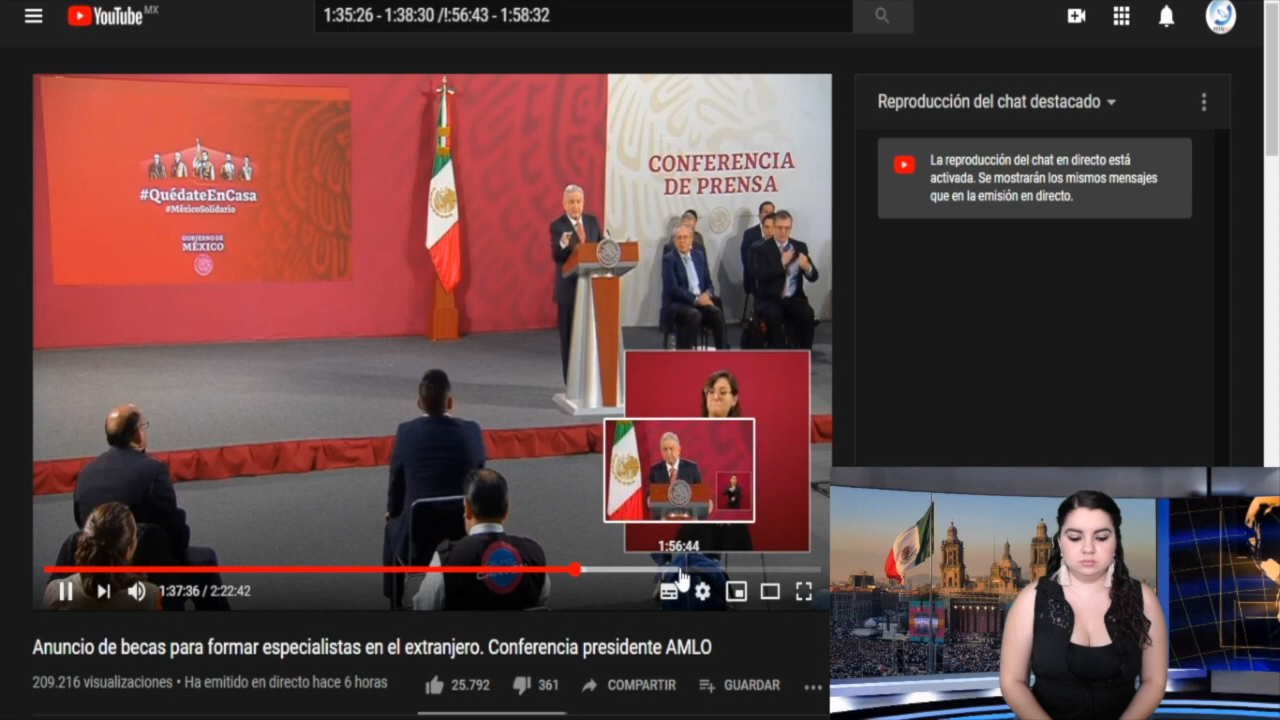 YouTube MX
1:35:26 - 1:38:30 /!:56:43 - 1:58:32
#QuédateEnCasa
#MéxicoSolidario
GOBIERNO DE
MÉXICO
CONFERENCIA
DE PRENSA
Reproducción del chat destacado
La reproducción del chat en directo está
activada. Se mostrarán los mismos mensajes
que en la emisión en directo.
1:56:44
1:37:36 / 2:22:42
Anuncio de becas para formar especialistas en el extranjero. Conferencia presidente AMLO
209.216 visualizaciones • Ha emitido en directo hace 6 horas
25.792
361
COMPARTIR
GUARDAR